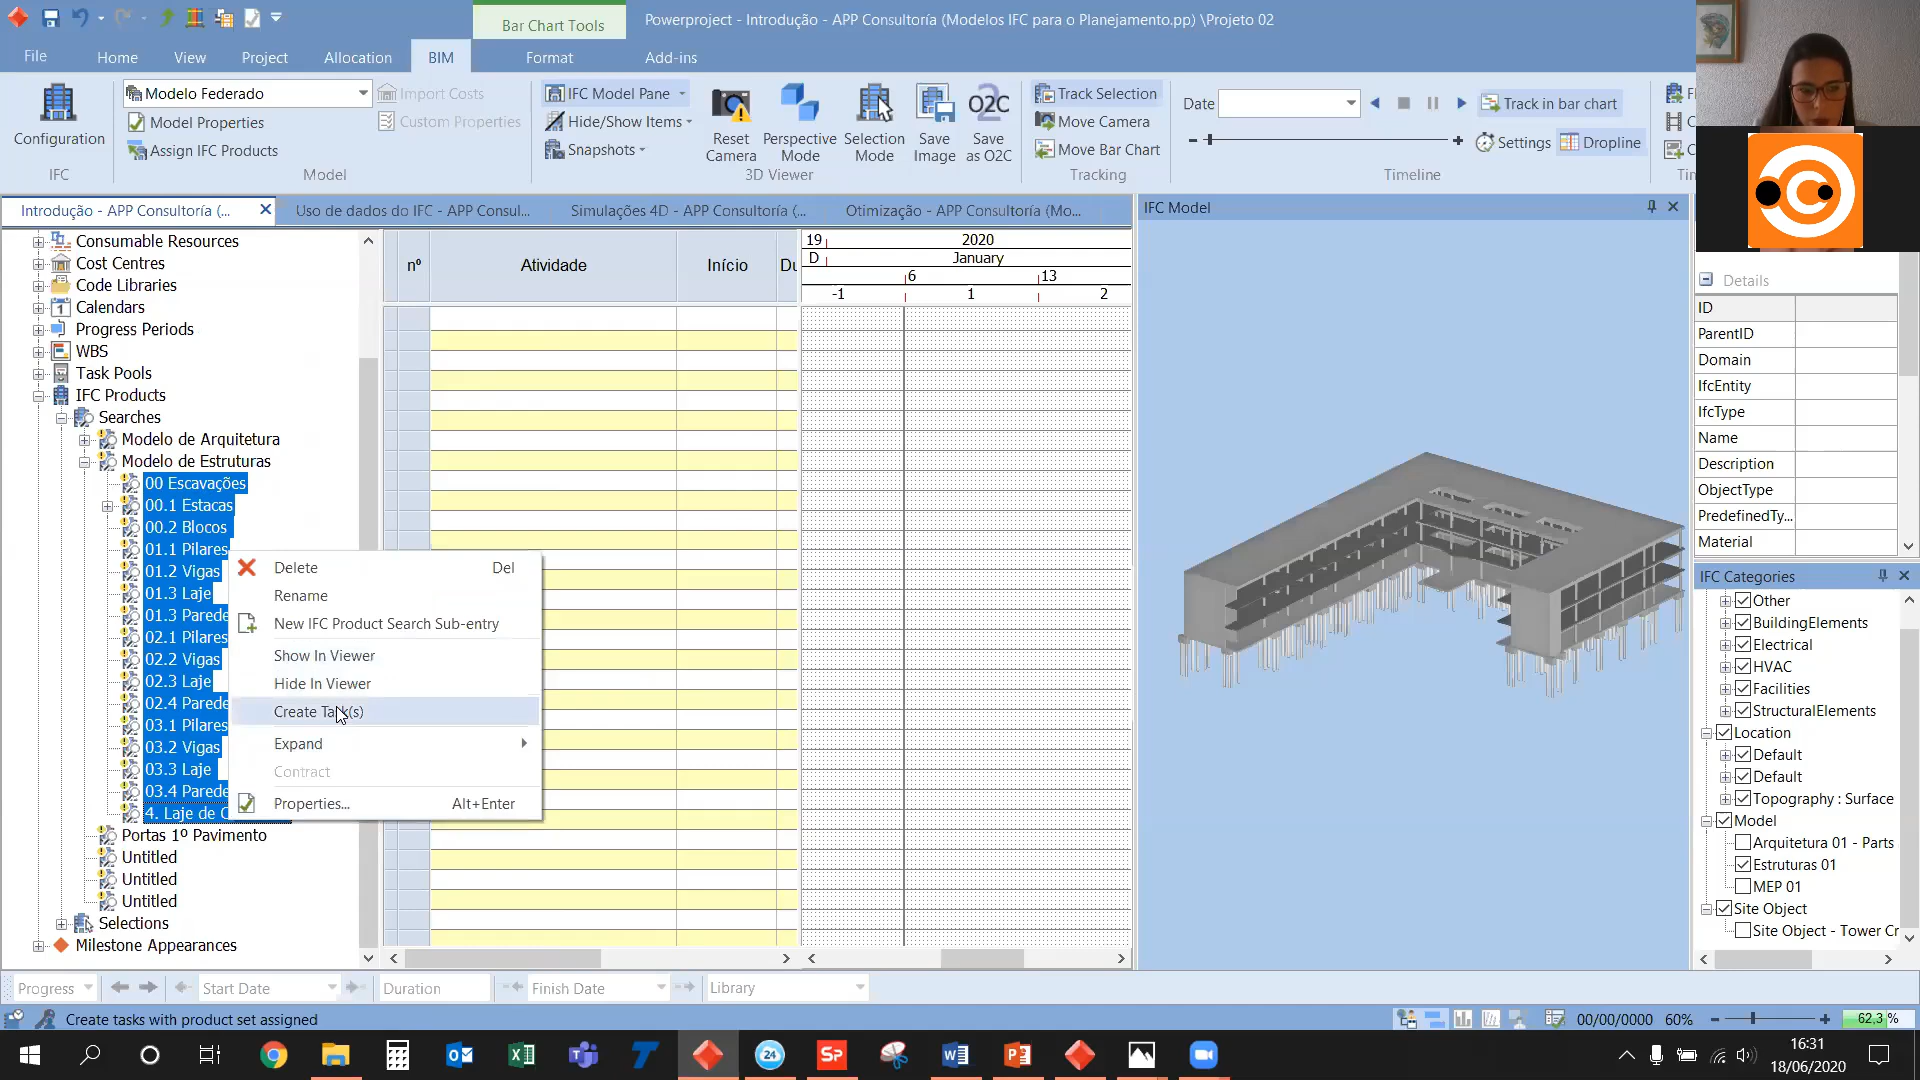 Bar Chart Tools
Powerproject - Introdução - APP Consultoría (Modelos IFC para o Planejamento.pp) \Projeto 02
File
Home
View
Project
Allocation
BIM
Format
Add-ins
Configuration
IFC
Modelo Federado
Model Properties
Assign IFC Products
Import Costs
Custom Properties
Model
IFC Model Pane
Hide/Show Items
Snapshots
Reset Camera
Perspective Mode
Selection Mode
Save Image
Save as O2C
O2C
3D Viewer
Track Selection
Move Camera
Move Bar Chart
Tracking
Date
Track in bar chart
Settings
Dropline
Timeline
Introdução - APP Consultoría (...
Uso de dados do IFC - APP Consul...
Simulações 4D - APP Consultoría (...
Otimização - APP Consultoría (Mo...
IFC Model
Consumable Resources
Cost Centres
Code Libraries
Calendars
Progress Periods
WBS
Task Pools
IFC Products
Searches
Modelo de Arquitetura
Modelo de Estruturas
00 Escavações
00.1 Estacas
00.2 Blocos
01.1 Pilares
01.2 Vigas
01.3 Laje
01.3 Parede
02.1 Pilares
02.2 Vigas
02.3 Laje
02.4 Parede
03.1 Pilares
03.2 Vigas
03.3 Laje
03.4 Parede
4. Laje de C
Portas 1º Pavimento
Untitled
Untitled
Untitled
Selections
Milestone Appearances
Delete Del
Rename
New IFC Product Search Sub-entry
Show In Viewer
Hide In Viewer
Create Task(s)
Expand
Contract
Properties... Alt+Enter
nº
Atividade
Início
Du
19
2020
D
January
6
13
-1
1
2
Details
ID
ParentID
Domain
IfcEntity
IfcType
Name
Description
ObjectType
PredefinedTy...
Material
IFC Categories
Other
BuildingElements
Electrical
HVAC
Facilities
StructuralElements
Location
Default
Default
Topography : Surface
Model
Arquitetura 01 - Parts
Estruturas 01
MEP 01
Site Object
Site Object - Tower Cr
Progress
Start Date
Duration
Finish Date
Library
Create tasks with product set assigned
00/00/0000
60%
62,3 %
24
SP
16:31
18/06/2020